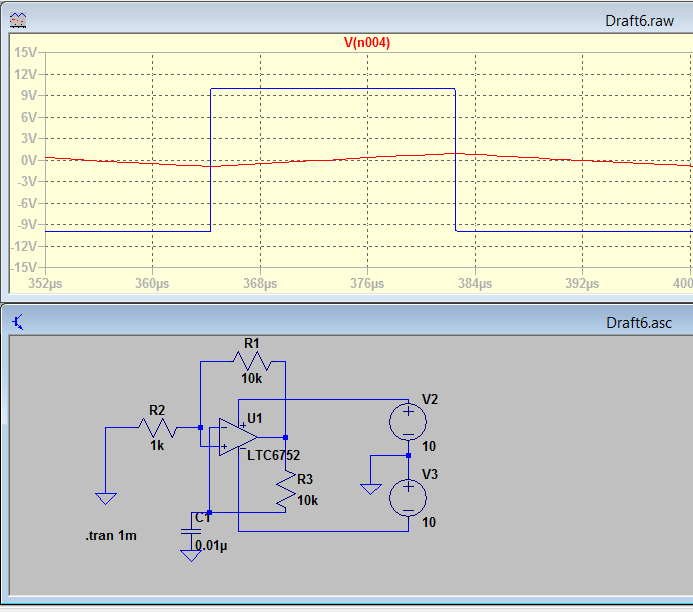 Draft6.raw
V(n004)
15V
12V
9V
6V
3V
0V
-3V
-6V
-9V
-12V
-15V
352µs 360µs 368µs 376µs 384µs 392µs 400
Draft6.asc
R1
10k
R2
1k
U1
LTC6752
R3
10k
C1
0.01µ
V2
10
V3
10
.tran 1m